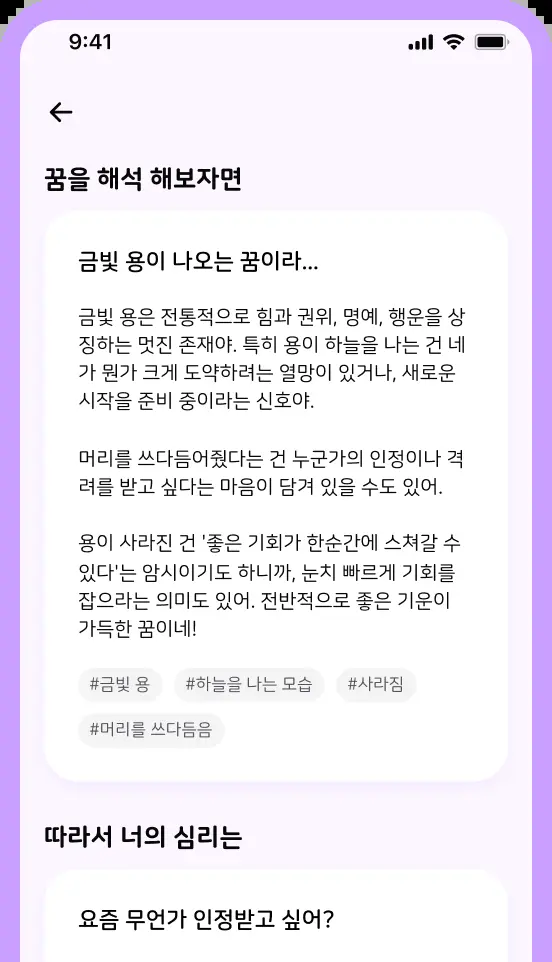 9:41
꿈을 해석 해보자면
금빛 용이 나오는 꿈이라...
금빛 용은 전통적으로 힘과 권위, 명예, 행운을 상
징하는 멋진 존재야. 특히 용이 하늘을 나는 건 네
가 뭔가 크게 도약하려는 열망이 있거나, 새로운
시작을 준비 중이라는 신호야.
머리를 쓰다듬어줬다는 건 누군가의 인정이나 격
려를 받고 싶다는 마음이 담겨 있을 수도 있어.
용이 사라진 건 '좋은 기회가 한순간에 스쳐갈 수
있다'는 암시이기도 하니까, 눈치 빠르게 기회를
잡으라는 의미도 있어. 전반적으로 좋은 기운이
가득한 꿈이네!
#금빛 용 #하늘을 나는 모습 #사라짐
#머리를 쓰다듬음
따라서 너의 심리는
요즘 무언가 인정받고 싶어?